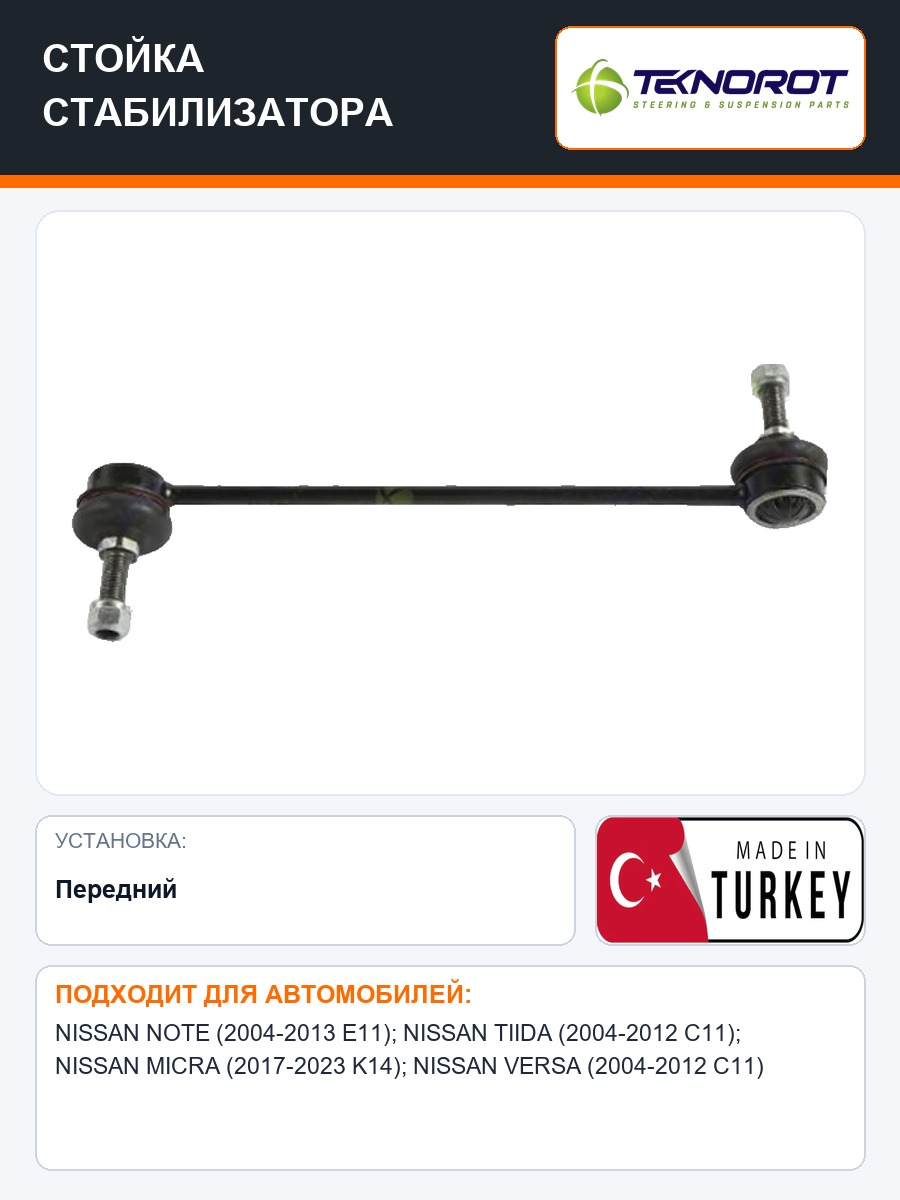 СТОЙКА
СТАБИЛИЗАТОРА
TEKNOROT
STEERING & SUSPENSION PARTS
УСТАНОВКА:
Передний
MADE IN
TURKEY
ПОДХОДИТ ДЛЯ АВТОМОБИЛЕЙ:
NISSAN NOTE (2004-2013 E11); NISSAN TIIDA (2004-2012 C11);
NISSAN MICRA (2017-2023 K14); NISSAN VERSA (2004-2012 C11)